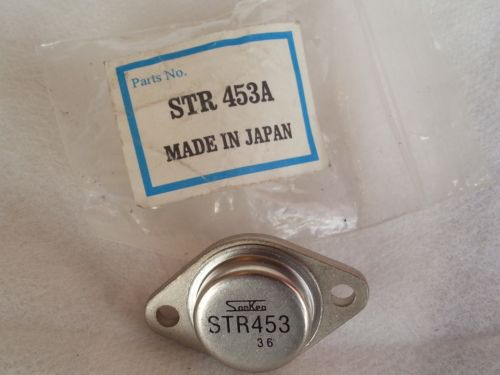 Parts No.
STR 453A
MADE IN JAPAN
SanKen
STR453
36